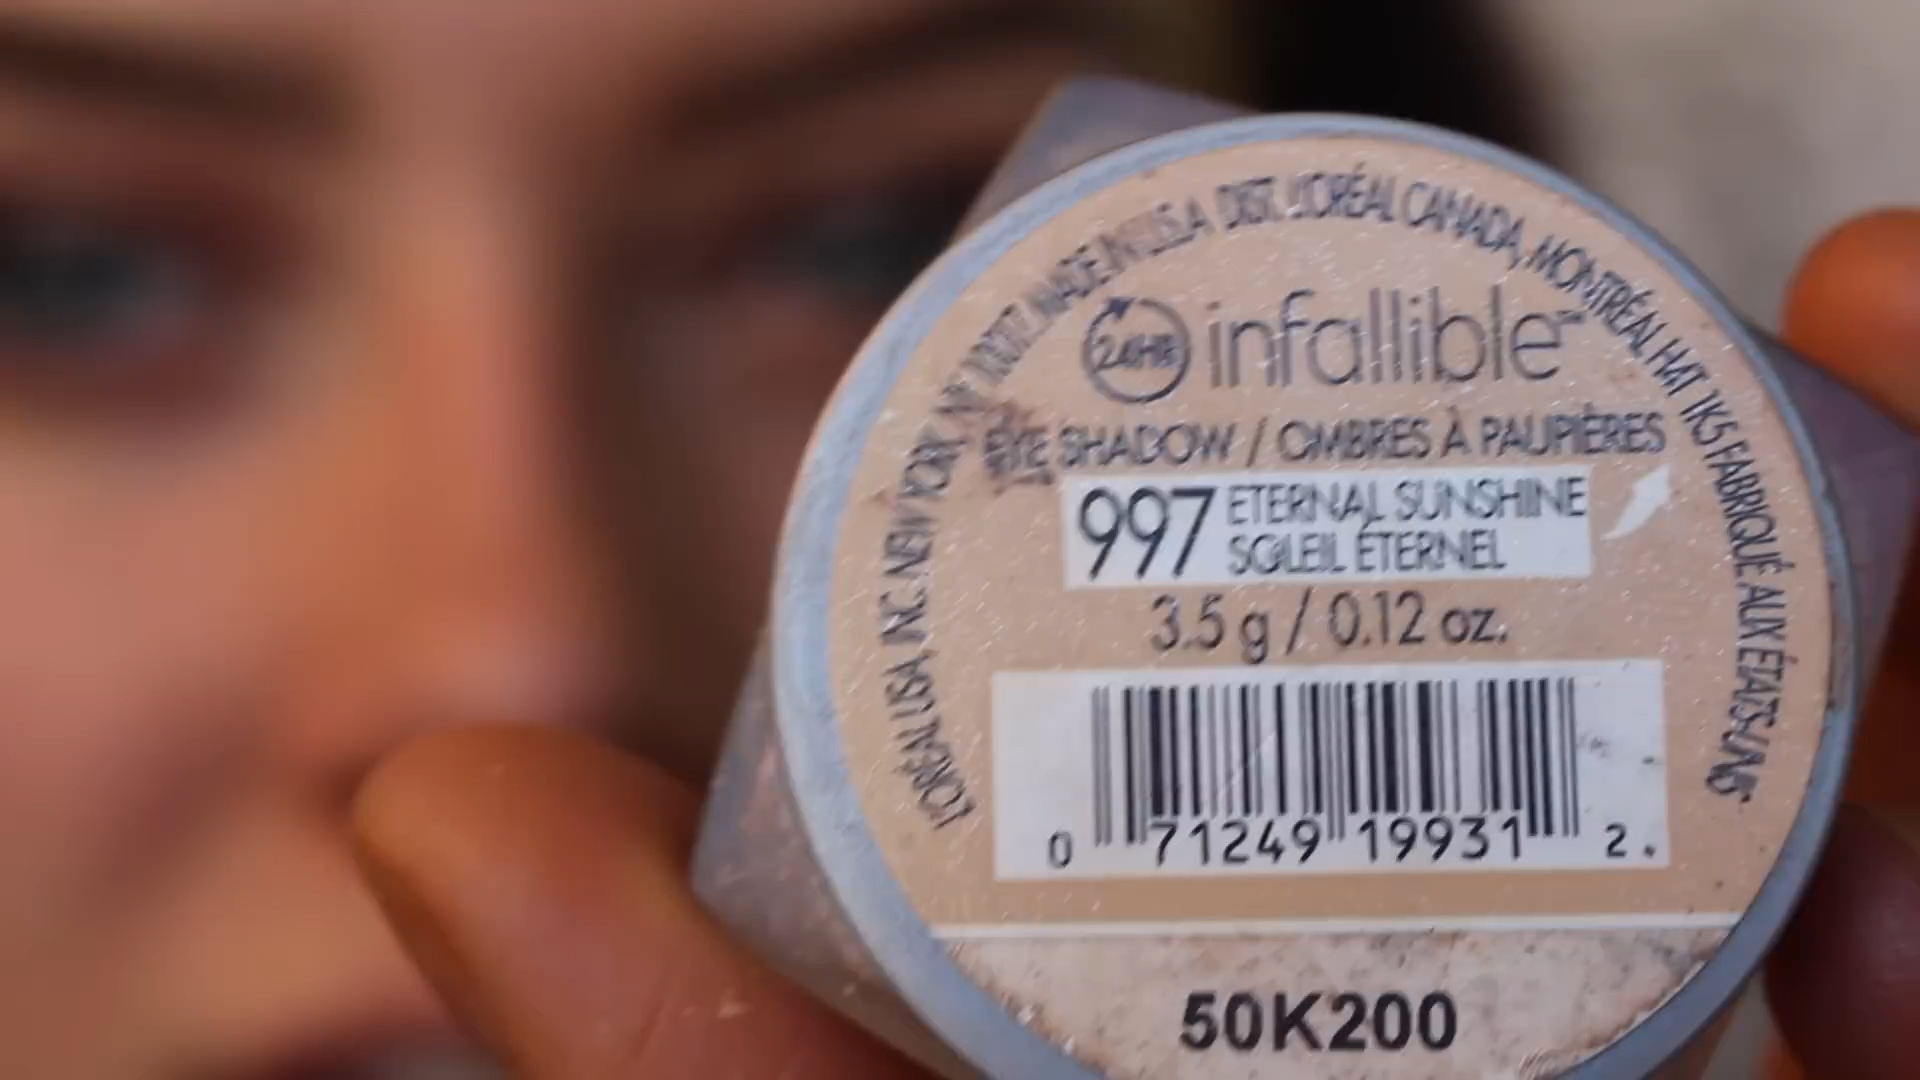 L'ORÉAL USA, INC. NEW YORK, NY 10017. MADE IN U.S.A DIST. L'ORÉAL CANADA, MONTRÉAL H4T 1K5 FABRIQUÉ AUX ÉTATS-UNIS
24HR infallible
EYE SHADOW / OMBRES À PAUPIÈRES
997 ETERNAL SUNSHINE
SOLEIL ÉTERNEL
3.5 g / 0.12 oz.
0 71249 19931 2
50K200